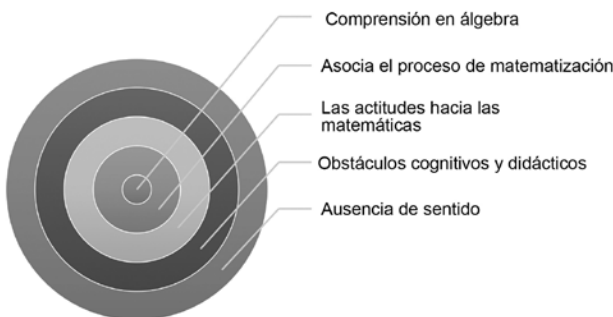 Comprensión en álgebra
Asocia el proceso de matematización
Las actitudes hacia las
matemáticas
Obstáculos cognitivos y didácticos
Ausencia de sentido